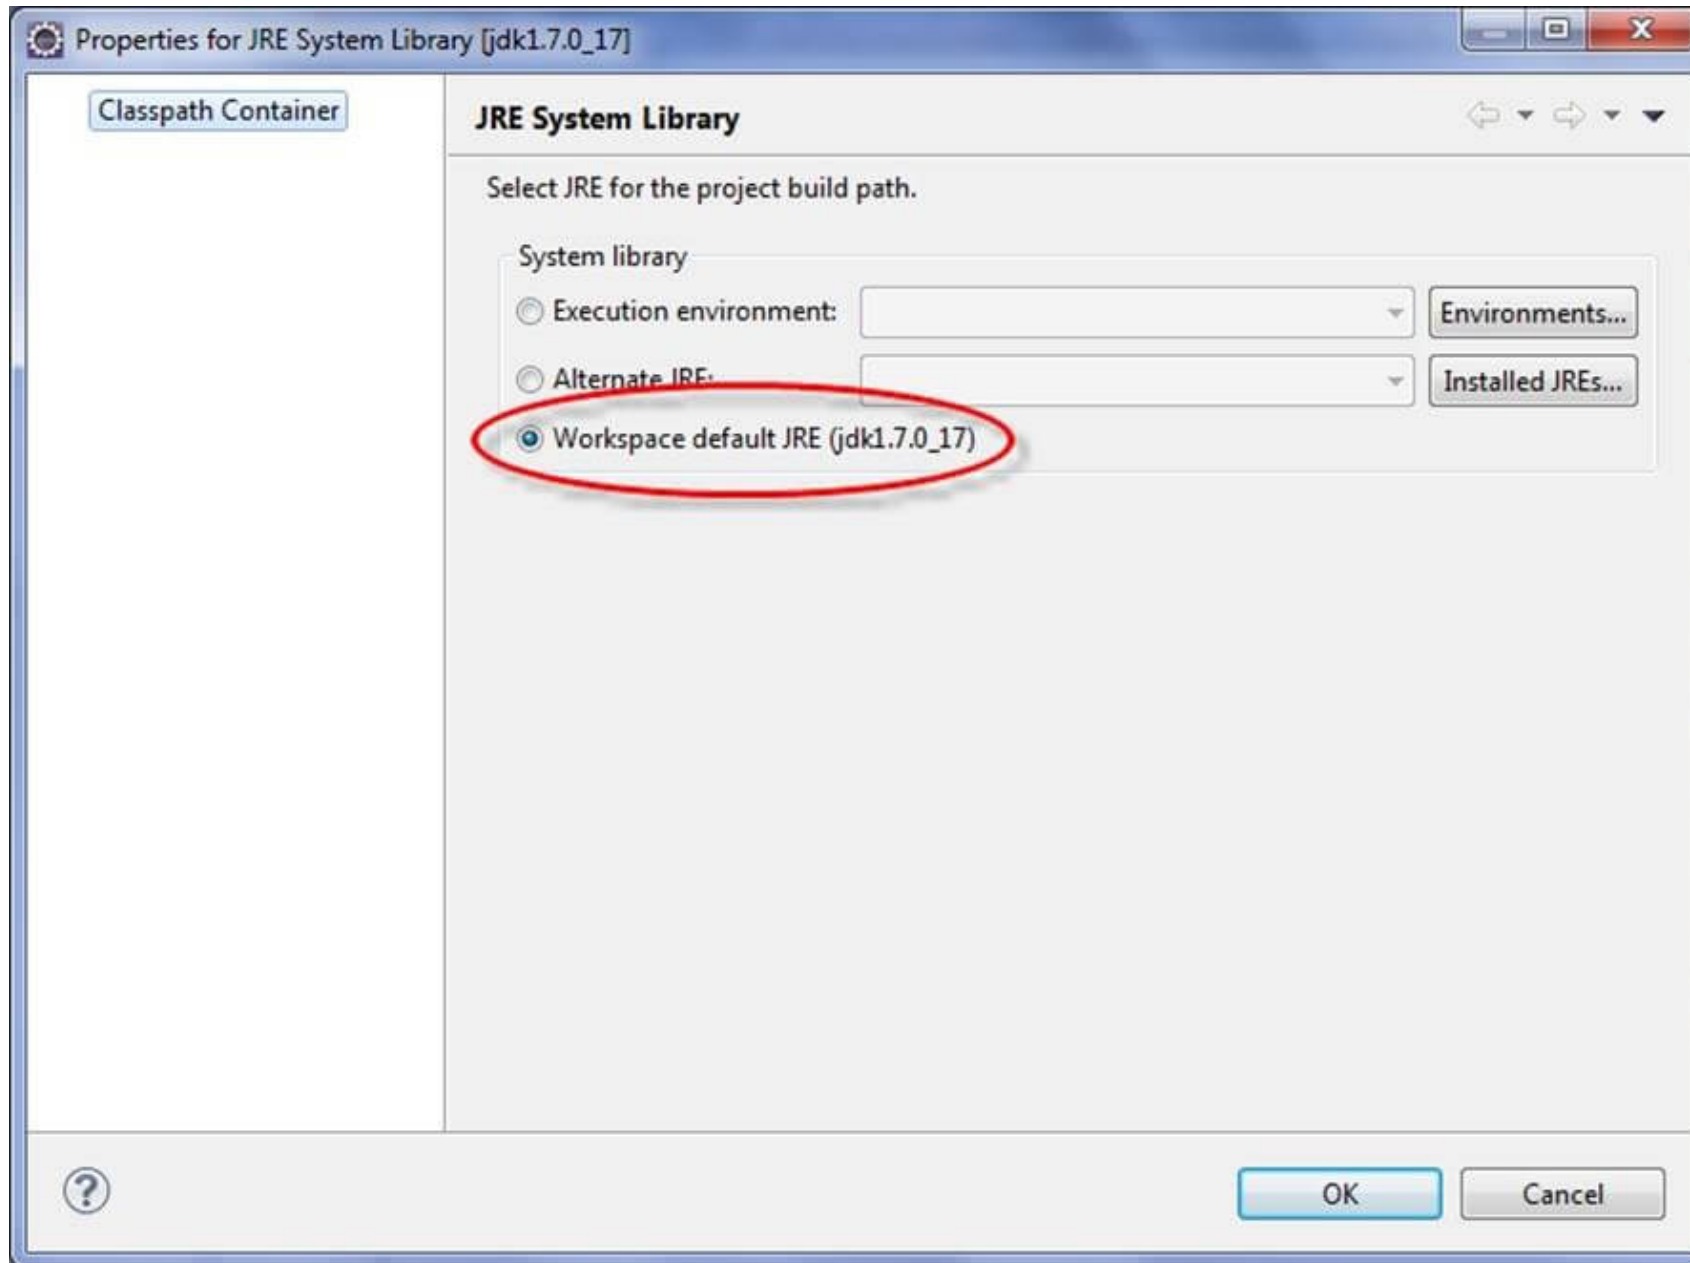 Properties for JRE System Library [jdk1.7.0_17]
Classpath Container
JRE System Library
Select JRE for the project build path.
System library
Execution environment:
Environments...
Alternate JRE:
Installed JREs...
Workspace default JRE (jdk1.7.0_17)
?
OK
Cancel